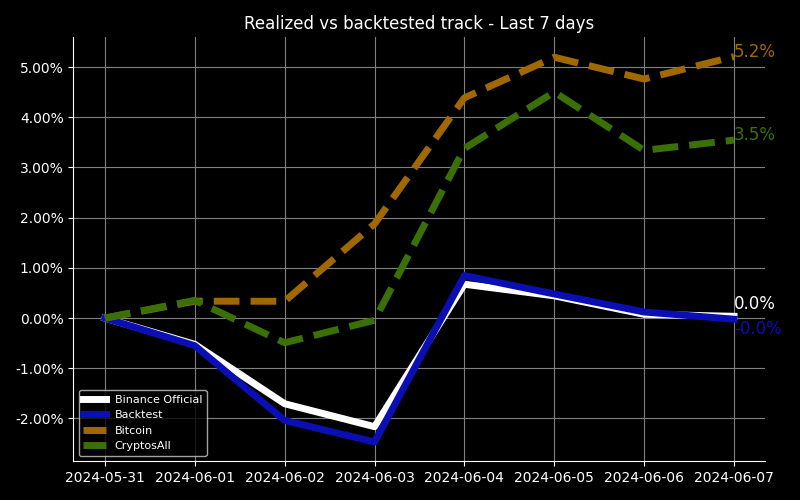 Realized vs backtested track - Last 7 days
5.00%
4.00%
3.00%
2.00%
1.00%
0.00%
-1.00%
-2.00%
5.2%
3.5%
0.0%
-0.0%
Binance Official
Backtest
Bitcoin
CryptosAll
2024-05-31 2024-06-01 2024-06-02 2024-06-03 2024-06-04 2024-06-05 2024-06-06 2024-06-07